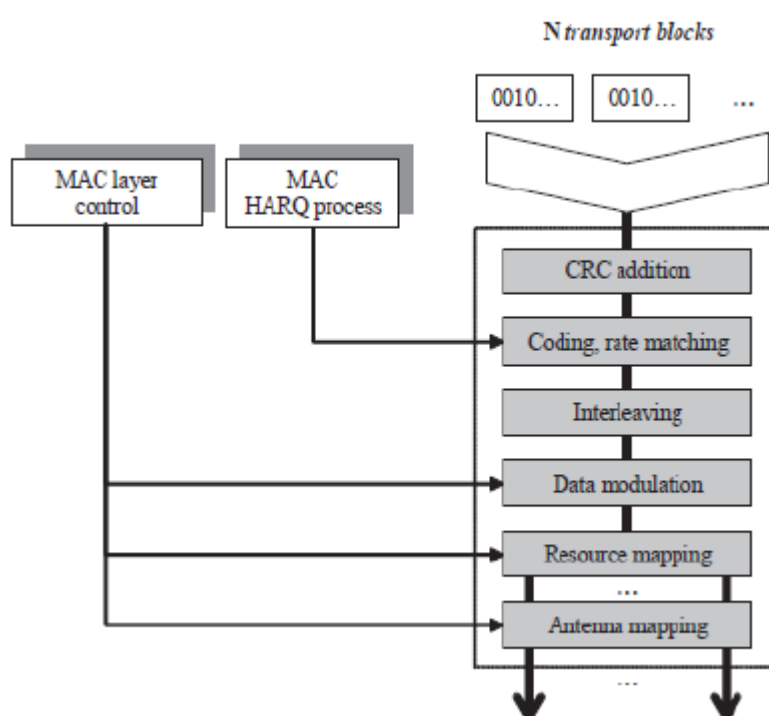 N transport blocks
0010...
0010...
...
MAC layer
control
MAC
HARQ process
CRC addition
Coding, rate matching
Interleaving
Data modulation
Resource mapping
...
Antenna mapping
...